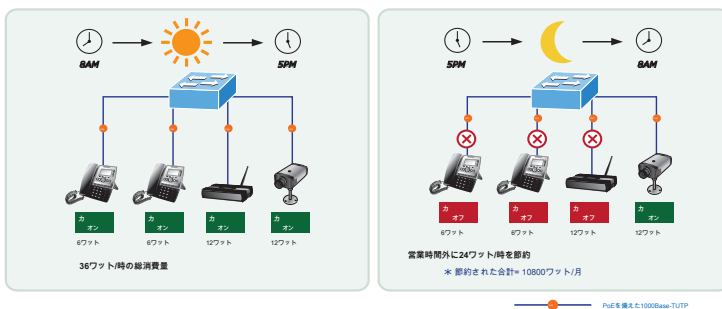 8AM
5PM
カ
オン
カ
オン
カ
オン
カ
オン
6ワット
6ワット
12ワット
12ワット
36ワッ ト/時の総消費量
5PM
8AM
カ
オフ
カ
オフ
カ
オフ
カ
オン
6ワット
6ワット
12ワット
12ワット
営業時間外に24ワット/時を節約
＊ 節約された合計= 10800ワット/月
PoEを備えた1000Base-TUTP